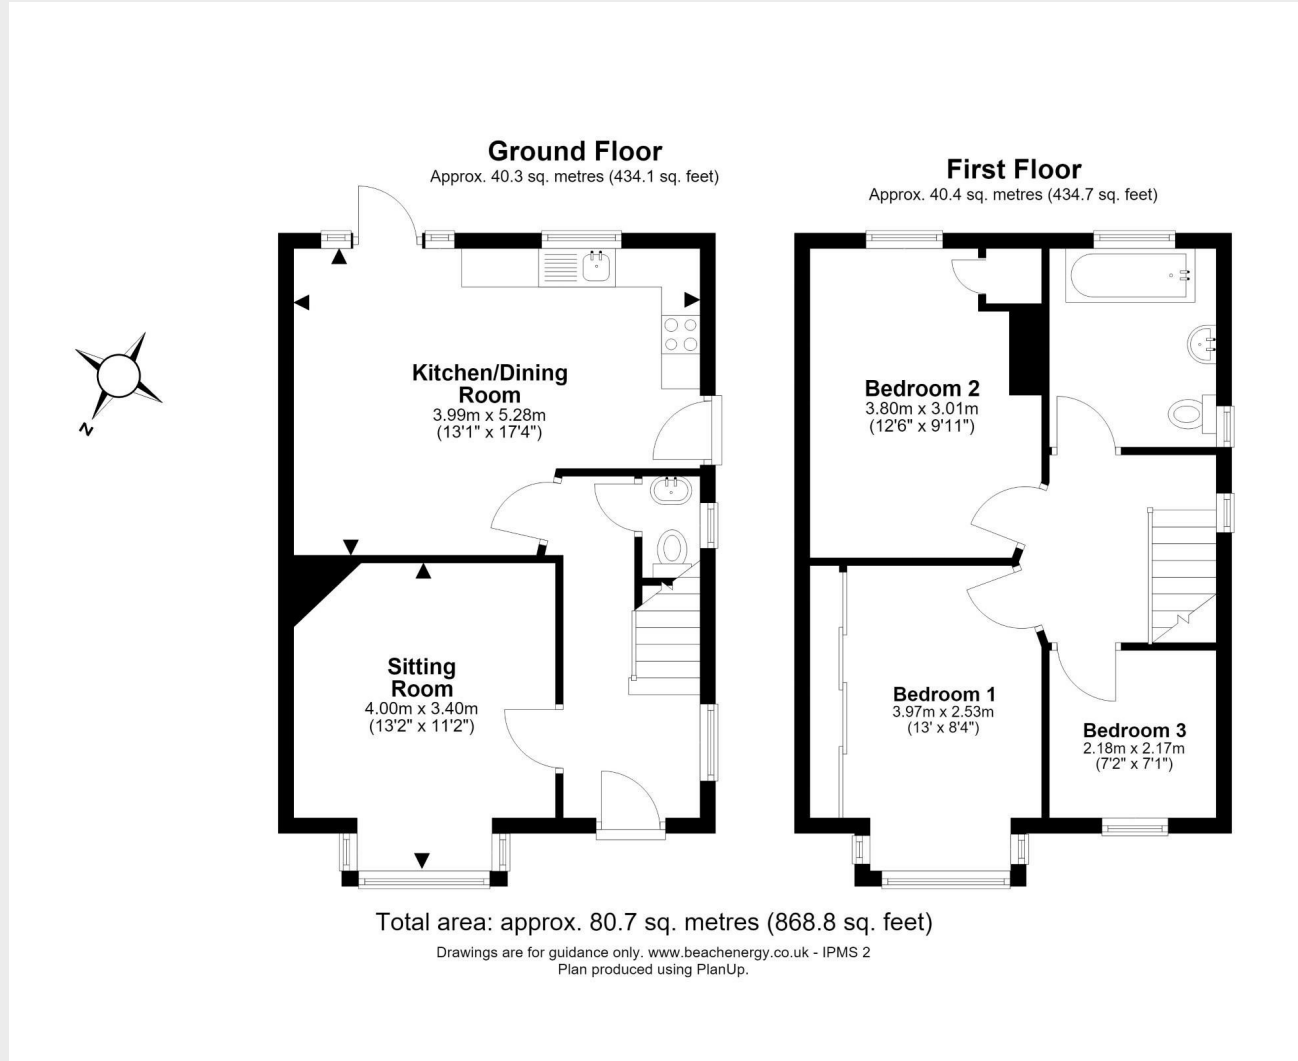 Ground Floor
Approx. 40.3 sq. metres (434.1 sq. feet)
First Floor
Approx. 40.4 sq. metres (434.7 sq. feet)
Kitchen/Dining
Room
3.99m x 5.28m
(13'1" x 17'4")
Bedroom 2
3.80m x 3.01m
(12'6" x 9'11")
N
Sitting
Room
4.00m x 3.40m
(13'2" x 11'2")
Bedroom 1
3.97m x 2.53m
(13' x 8'4")
Bedroom 3
2.18m x 2.17m
(7'2" x 7'1")
Total area: approx. 80.7 sq. metres (868.8 sq. feet)
Drawings are for guidance only. www.beachenergy.co.uk - IPMS 2
Plan produced using PlanUp.